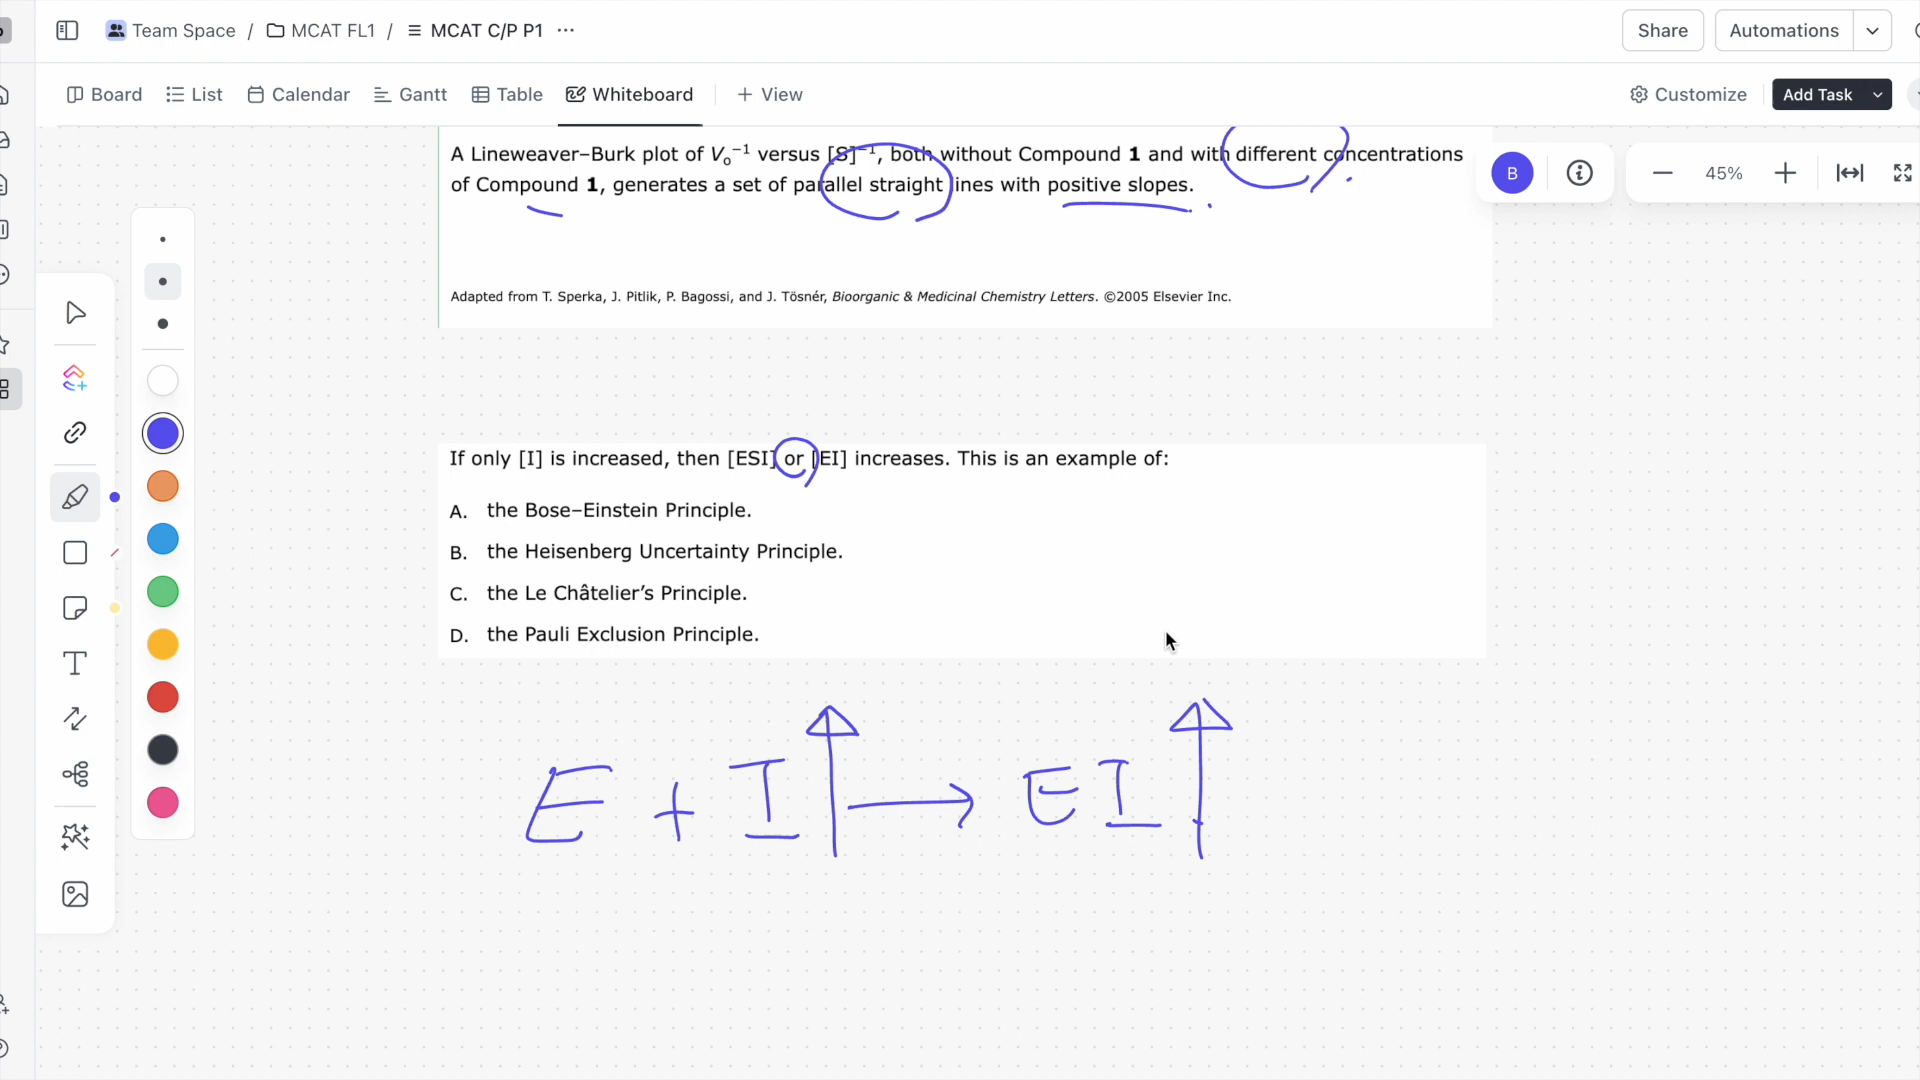 Team Space / MCAT FL1 / MCAT C/P P1 ...
Share
Automations
Board
List
Calendar
Gantt
Table
Whiteboard
+ View
Customize
Add Task
A Lineweaver–Burk plot of Vo⁻¹ versus [S]⁻¹, both without Compound 1 and with different concentrations
of Compound 1, generates a set of parallel straight lines with positive slopes.
B
45%
Adapted from T. Sperka, J. Pitlik, P. Bagossi, and J. Tösnér, Bioorganic & Medicinal Chemistry Letters. ©2005 Elsevier Inc.
If only [I] is increased, then [ESI] or [EI] increases. This is an example of:
A. the Bose–Einstein Principle.
B. the Heisenberg Uncertainty Principle.
C. the Le Châtelier’s Principle.
D. the Pauli Exclusion Principle.
E + I ↑ → EI ↑